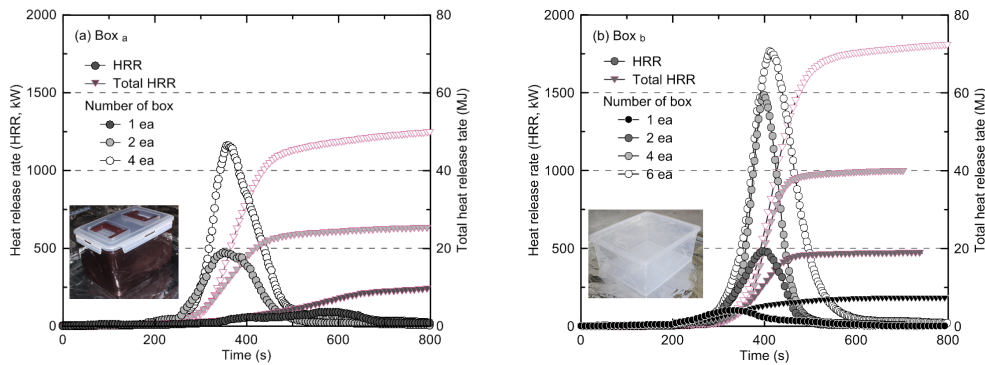 (a) Box a
HRR
Total HRR
Number of box
1 ea
2 ea
4 ea
2000
1500
1000
500
0
80
60
40
20
0
0
200
400
600
800
Heat release rate (HRR, kW)
Total heat release rate (MJ)
Time (s)
(b) Box b
HRR
Total HRR
Number of box
1 ea
2 ea
4 ea
6 ea
2000
1500
1000
500
0
80
60
40
20
0
0
200
400
600
800
Heat release rate (HRR, kW)
Total heat release tate (MJ)
Time (s)